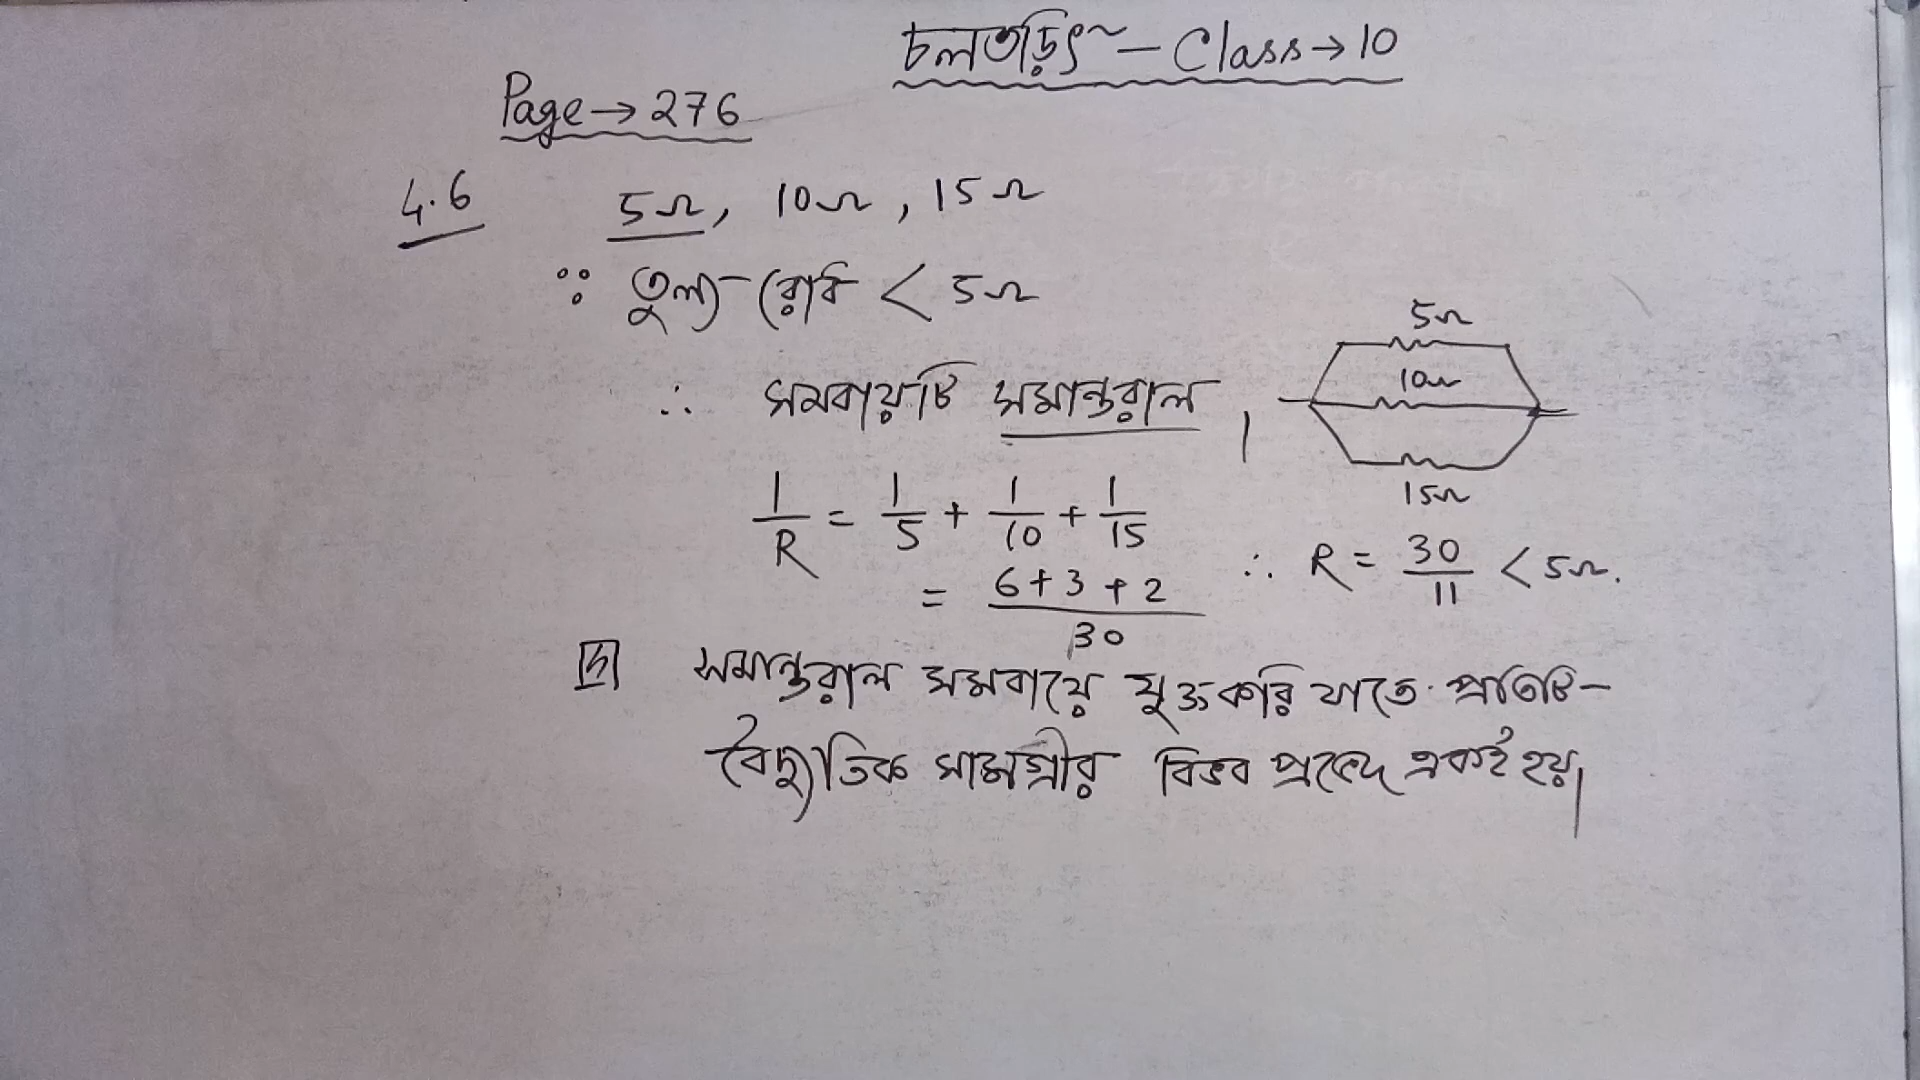 চলতড়িৎ - Class → 10
Page → 276
4.6 5Ω, 10Ω, 15Ω
∵ তুল্য রোধ < 5Ω
∴ সমবায়টি সমান্তরাল।
5Ω
10Ω
15Ω
1/R = 1/5 + 1/10 + 1/15
= (6+3+2)/30 ∴ R = 30/11 < 5Ω.
সমান্তরাল সমবায়ে যুক্ত করি যাতে প্রতিটি
বৈদ্যুতিক সামগ্রীর বিভব প্রভেদ একই হয়।